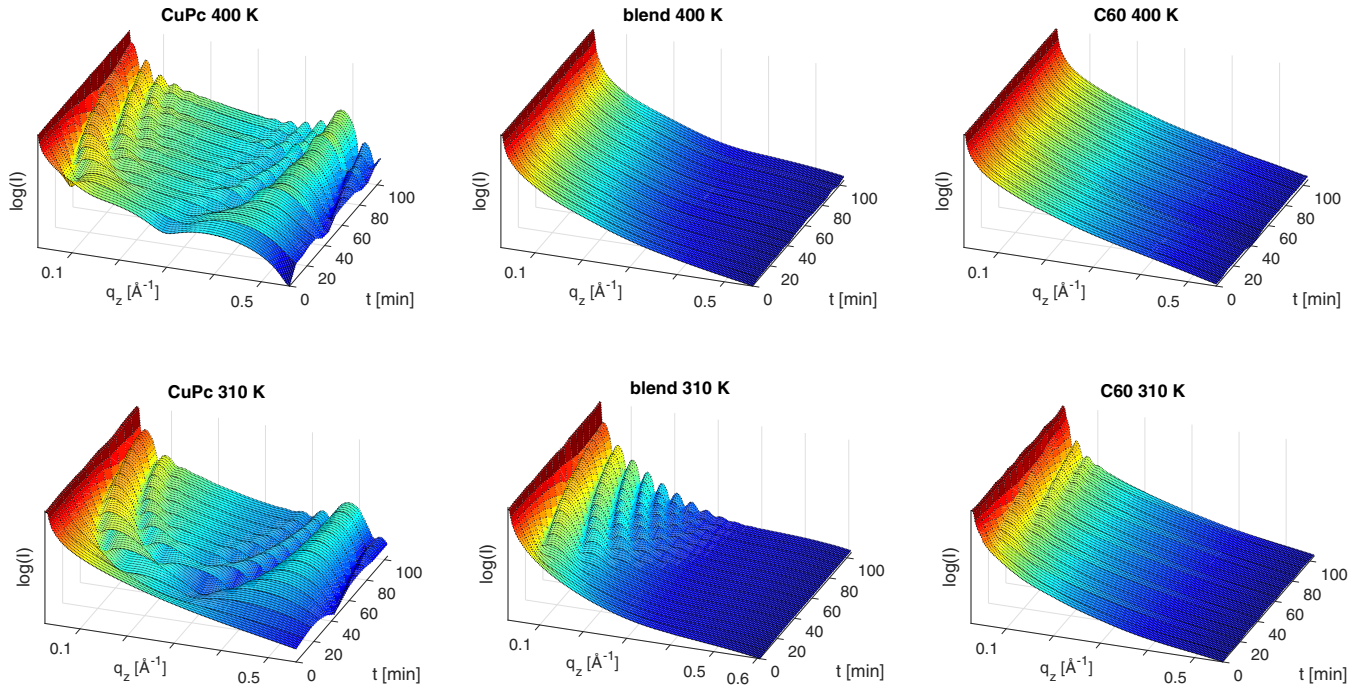 CuPc 400 K
blend 400 K
C60 400 K
log(I)
0.1
q_z [Å⁻¹]
0.5
0
20
40
60
80
100
t [min]
log(I)
0.1
q_z [Å⁻¹]
0.5
0
20
40
60
80
100
t [min]
log(I)
0.1
q_z [Å⁻¹]
0.5
0
20
40
60
80
100
t [min]
CuPc 310 K
blend 310 K
C60 310 K
log(I)
0.1
q_z [Å⁻¹]
0.5
0
20
40
60
80
100
t [min]
log(I)
0.1
q_z [Å⁻¹]
0.5
0.6
0
20
40
60
80
100
t [min]
log(I)
0.1
q_z [Å⁻¹]
0.5
0
20
40
60
80
100
t [min]